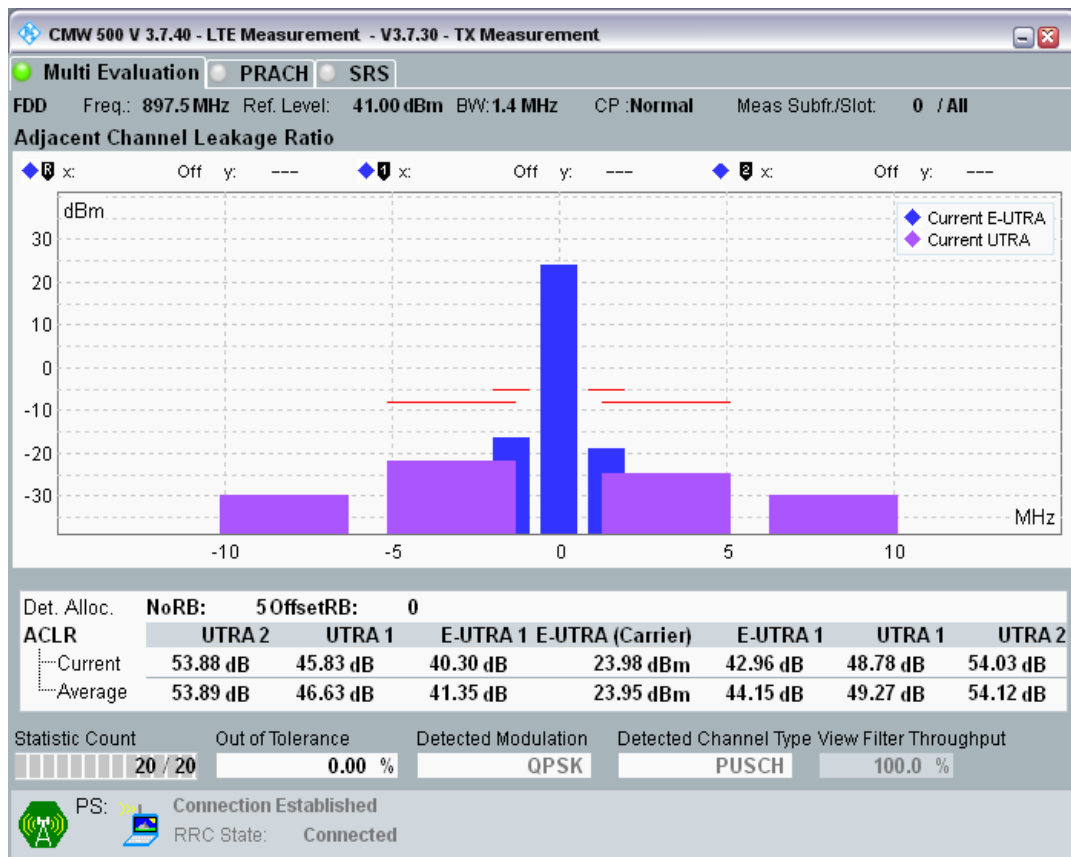 CMW 500 V 3.7.40 - LTE Measurement - V3.7.30 - TX Measurement
Multi Evaluation PRACH SRS
FDD Freq.: 897.5 MHz Ref. Level: 41.00 dBm BW: 1.4 MHz CP :Normal Meas Subfr./Slot: 0 / All
Adjacent Channel Leakage Ratio
R x: Off y: --- 1 x: Off y: --- 2 x: Off y: ---
dBm
Current E-UTRA
Current UTRA
30
20
10
0
-10
-20
-30
MHz
-10 -5 0 5 10
Det. Alloc. NoRB: 5 OffsetRB: 0
ACLR UTRA 2 UTRA 1 E-UTRA 1 E-UTRA (Carrier) E-UTRA 1 UTRA 1 UTRA 2
Current 53.88 dB 45.83 dB 40.30 dB 23.98 dBm 42.96 dB 48.78 dB 54.03 dB
Average 53.89 dB 46.63 dB 41.35 dB 23.95 dBm 44.15 dB 49.27 dB 54.12 dB
Statistic Count Out of Tolerance Detected Modulation Detected Channel Type View Filter Throughput
20 / 20 0.00 % QPSK PUSCH 100.0 %
PS: Connection Established
RRC State: Connected